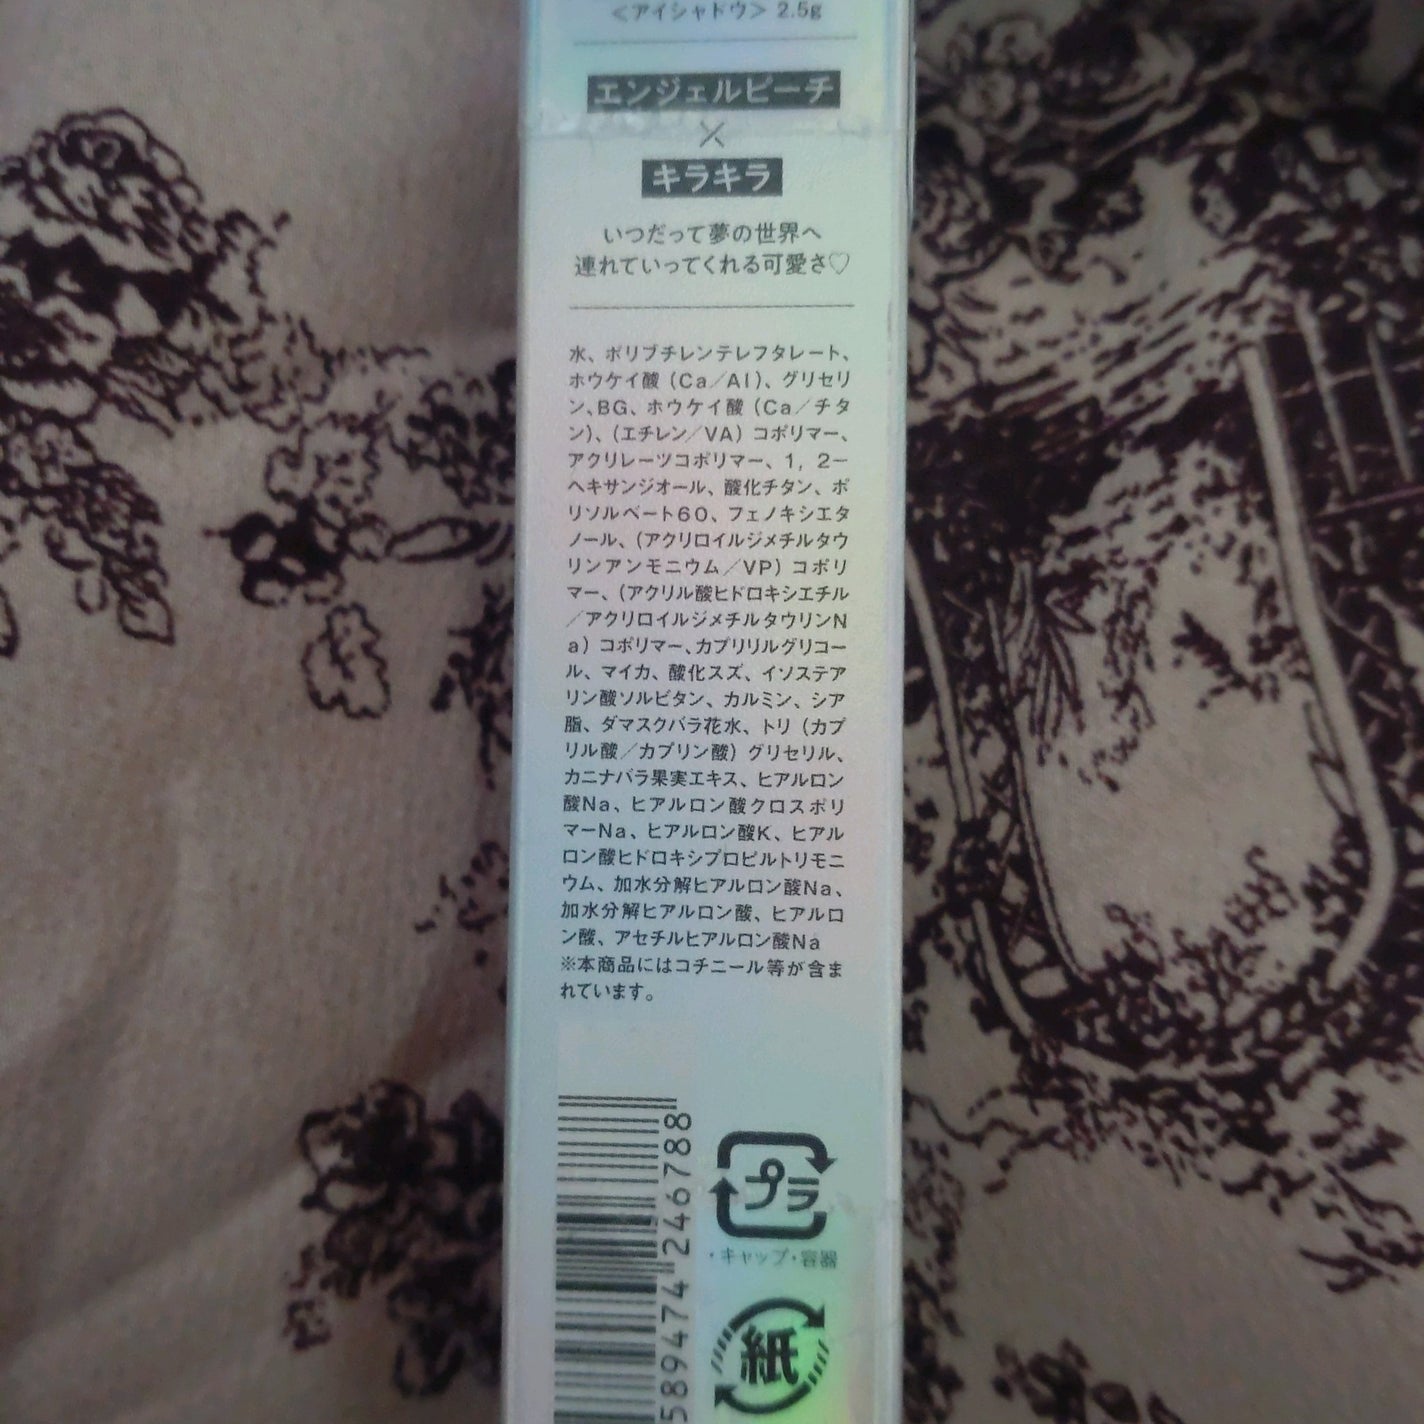 ＜アイシャドウ＞ 2.5g
エンジェルピーチ
×
キラキラ
いつだって夢の世界へ
連れていってくれる可愛さ♡
水、ポリブチレンテレフタレート、
ホウケイ酸（Ca／Al）、グリセリ
ン、BG、ホウケイ酸（Ca／チタ
ン）、（エチレン／VA）コポリマー、
アクリレーツコポリマー、1，2－
ヘキサンジオール、酸化チタン、ポ
リソルベート60、フェノキシエタ
ノール、（アクリロイルジメチルタウ
リンアンモニウム／VP）コポリ
マー、（アクリル酸ヒドロキシエチル
／アクリロイルジメチルタウリンN
a）コポリマー、カプリリルグリコー
ル、マイカ、酸化スズ、イソステア
リン酸ソルビタン、カルミン、シア
脂、ダマスクバラ花水、トリ（カプ
リル酸／カプリン酸）グリセリル、
カニナバラ果実エキス、ヒアルロン
酸Na、ヒアルロン酸クロスポリ
マーNa、ヒアルロン酸K、ヒアル
ロン酸ヒドロキシプロピルトリモニ
ウム、加水分解ヒアルロン酸Na、
加水分解ヒアルロン酸、ヒアルロ
ン酸、アセチルヒアルロン酸Na
※本商品にはコチニール等が含ま
れています。
589474 246788
プラ
・キャップ・容器
紙